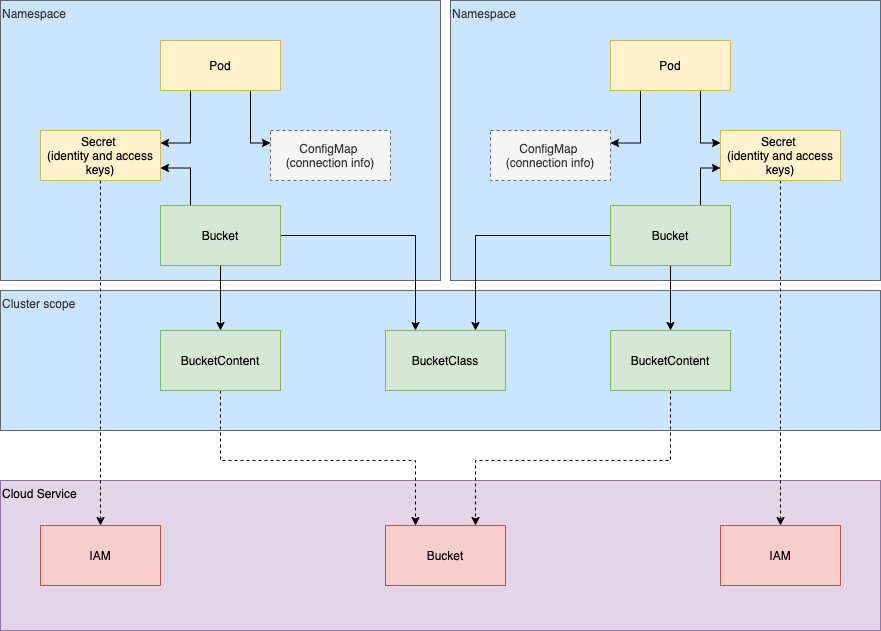 Namespace
Namespace
Pod
Pod
Secret
(identity and access
keys)
ConfigMap
(connection info)
ConfigMap
(connection info)
Secret
(identity and access
keys)
Bucket
Bucket
Cluster scope
BucketContent
BucketClass
BucketContent
Cloud Service
IAM
Bucket
IAM